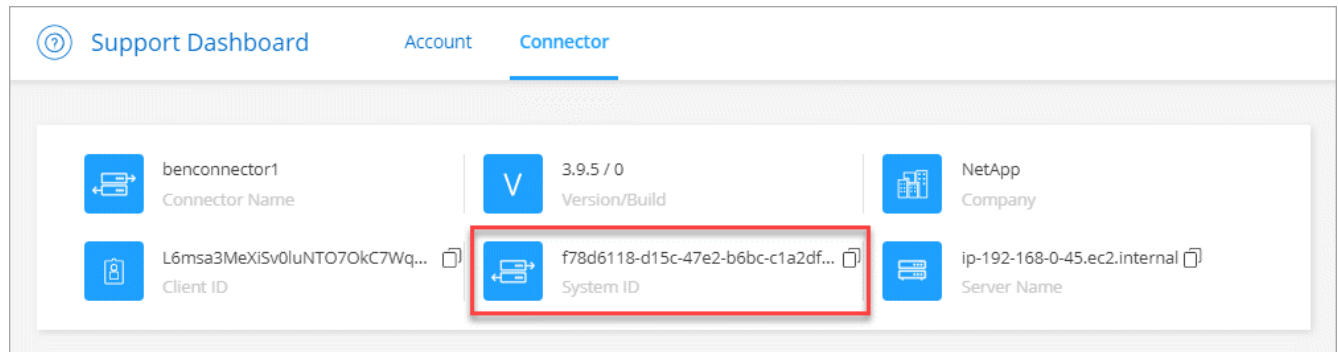 Support Dashboard Account Connector
benconnector1
Connector Name
V
3.9.5 / 0
Version/Build
NetApp
Company
L6msa3MeXiSv0luNTO7OkC7Wq...
Client ID
f78d6118-d15c-47e2-b6bc-c1a2df...
System ID
ip-192-168-0-45.ec2.internal
Server Name